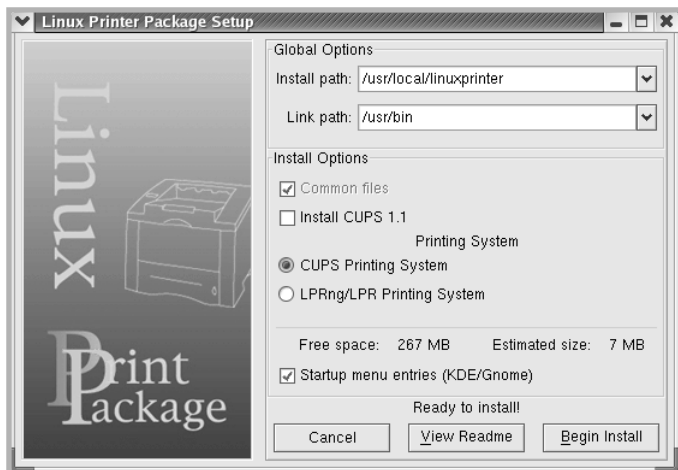 Linux Printer Package Setup
Linux
Print
Package
Global Options
Install path: /usr/local/linuxprinter
Link path: /usr/bin
Install Options
Common files
Install CUPS 1.1
Printing System
CUPS Printing System
LPRng/LPR Printing System
Free space: 267 MB Estimated size: 7 MB
Startup menu entries (KDE/Gnome)
Ready to install!
Cancel View Readme Begin Install